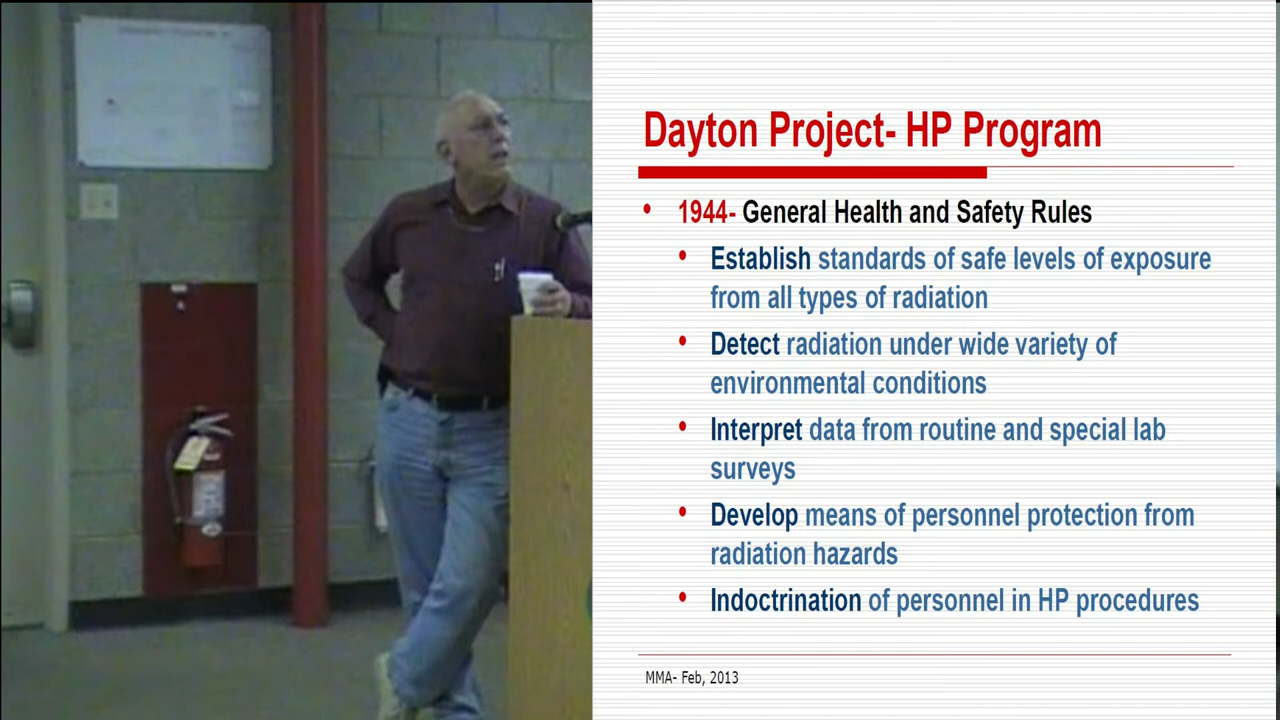 Dayton Project- HP Program
• 1944- General Health and Safety Rules
• Establish standards of safe levels of exposure
from all types of radiation
• Detect radiation under wide variety of
environmental conditions
• Interpret data from routine and special lab
surveys
• Develop means of personnel protection from
radiation hazards
• Indoctrination of personnel in HP procedures
MMA- Feb, 2013